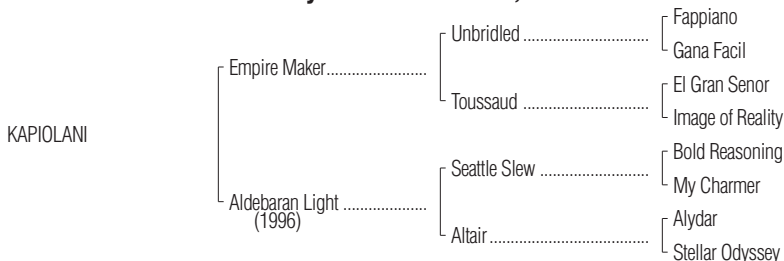 Fappiano
Unbridled
Gana Facil
Empire Maker
El Gran Senor
Toussaud
Image of Reality
KAPIOLANI
Bold Reasoning
Seattle Slew
My Charmer
Aldebaran Light
(1996)
Alydar
Altair
Stellar Odyssey